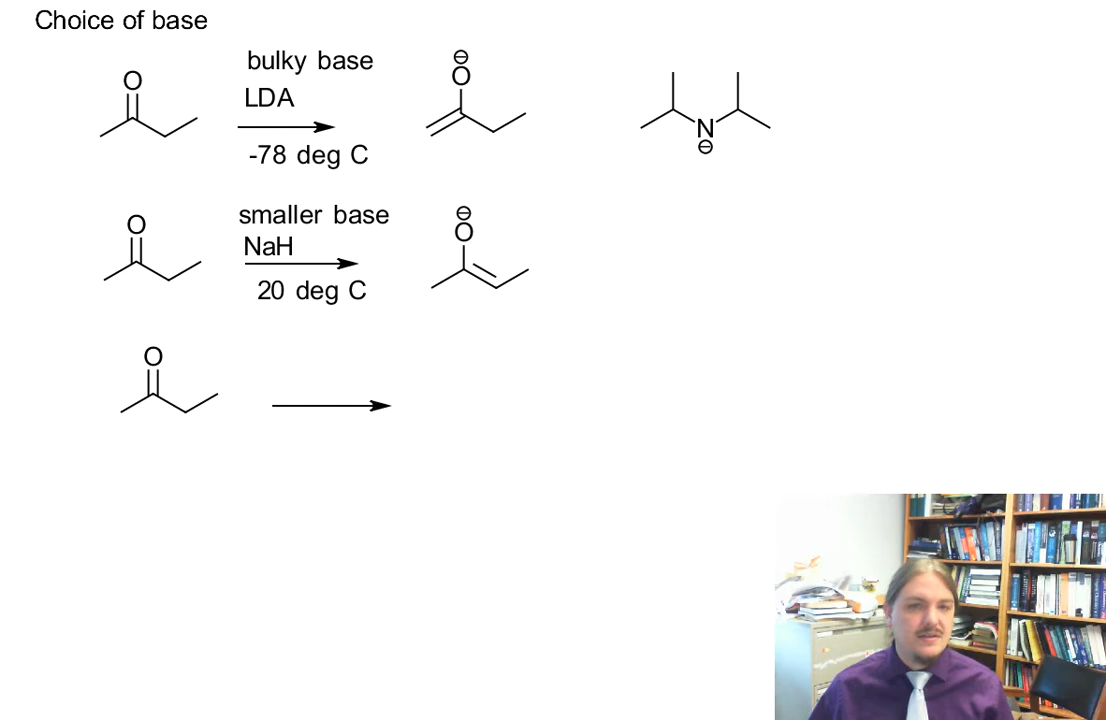 Choice of base
O
bulky base
LDA
-78 deg C
⊖
O
N
⊖
O
smaller base
NaH
20 deg C
⊖
O
O